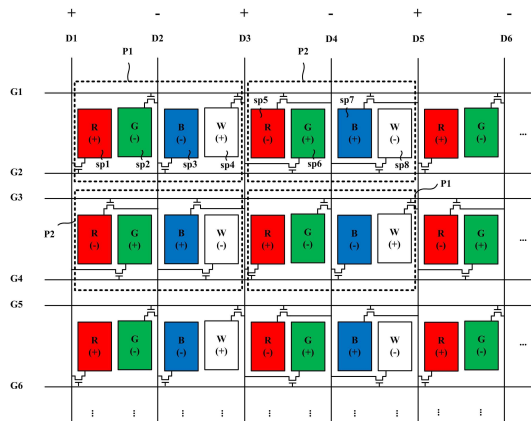 + - + - + -
D1 D2 D3 D4 D5 D6
P1 P2
G1
sp5 sp7
R (+) G (-) B (-) W (+) R (-) G (+) B (+) W (-) R (+) G (-) ...
sp1 sp2 sp3 sp4 sp6 sp8
G2
G3 P1
P2
R (-) G (+) B (+) W (-) R (+) G (-) B (-) W (+) R (-) G (+) ...
G4
G5
R (+) G (-) B (-) W (+) R (-) G (+) B (+) W (-) R (+) G (-) ...
G6
... ... ... ... ... ... ... ... ... ...